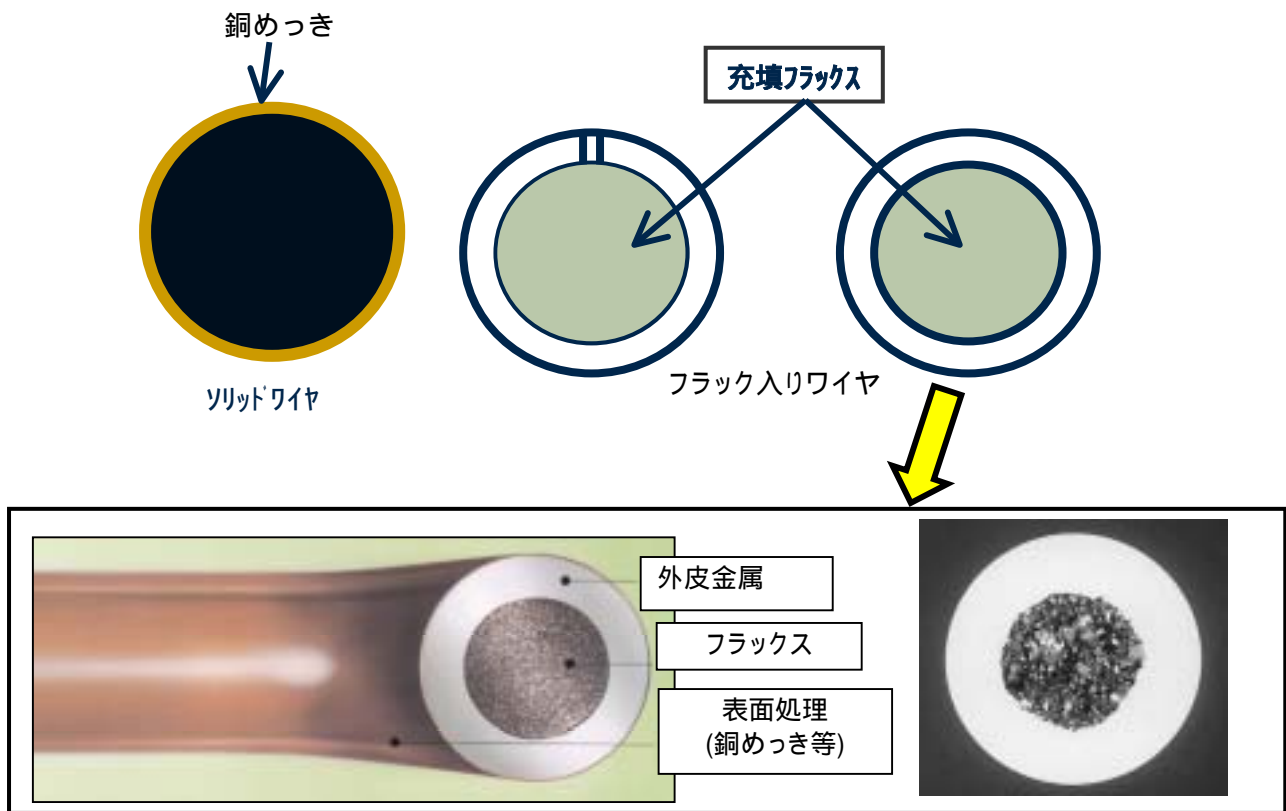 銅めっき
充填フラックス
ソリッドワイヤ
フラック入りワイヤ
外皮金属
フラックス
表面処理
(銅めっき等)